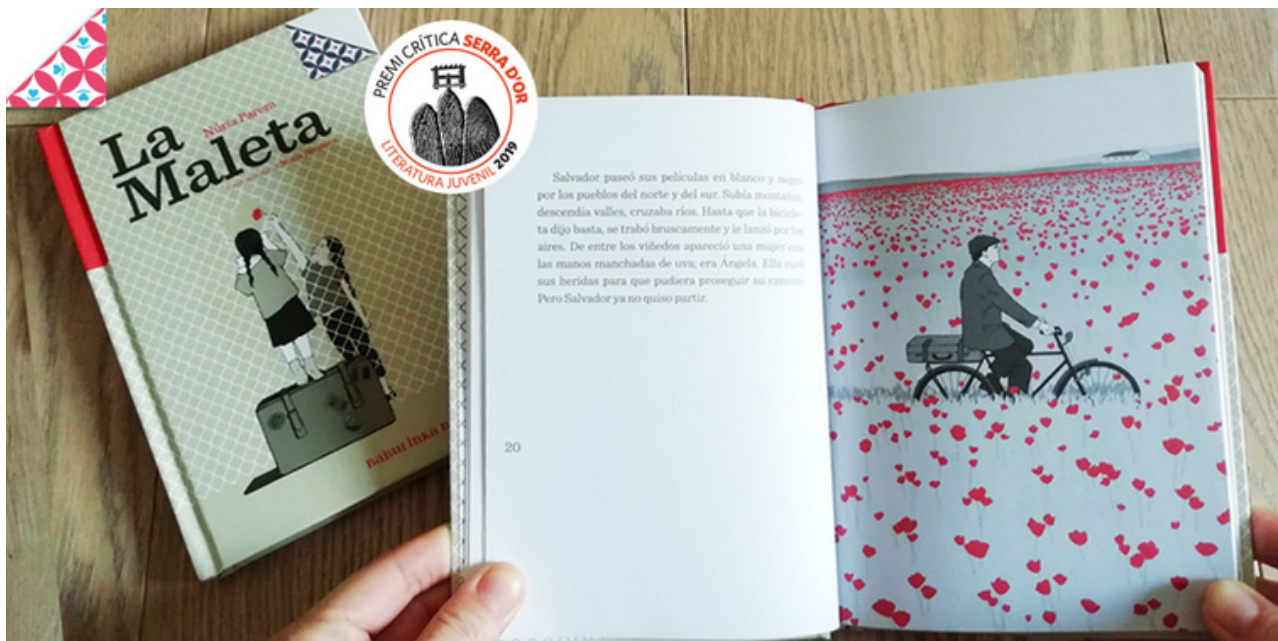 La
Maleta
Núria Parera
Babulinka
PREMI CRÍTICA SERRA D'OR
LITERATURA JUVENIL 2019
Salvador paseó sus películas en blanco y negro
por los pueblos del norte y del sur. Subía montañas,
descendía valles, cruzaba ríos. Hasta que la bicicle-
ta dijo basta, se trabó bruscamente y le lanzó por los
aires. De entre los viñedos apareció una mujer con
las manos manchadas de uva; era Ángela. Ella curó
sus heridas para que pudiera proseguir su camino.
Pero Salvador ya no quiso partir.
20